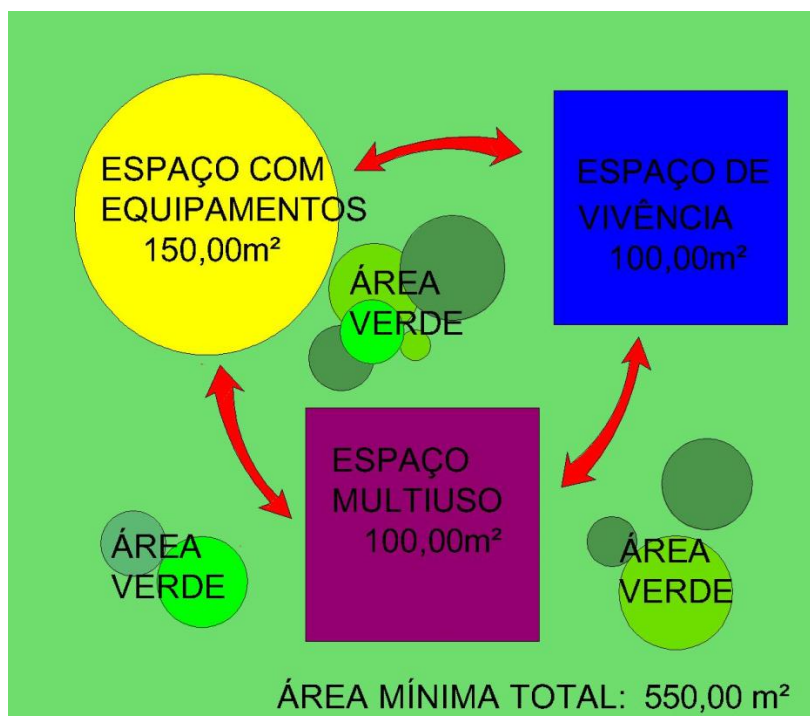 ESPAÇO COM
EQUIPAMENTOS
150,00m²
ESPAÇO DE
VIVÊNCIA
100,00m²
ÁREA
VERDE
ESPAÇO
MULTIUSO
100,00m²
ÁREA
VERDE
ÁREA
VERDE
ÁREA MÍNIMA TOTAL: 550,00 m²